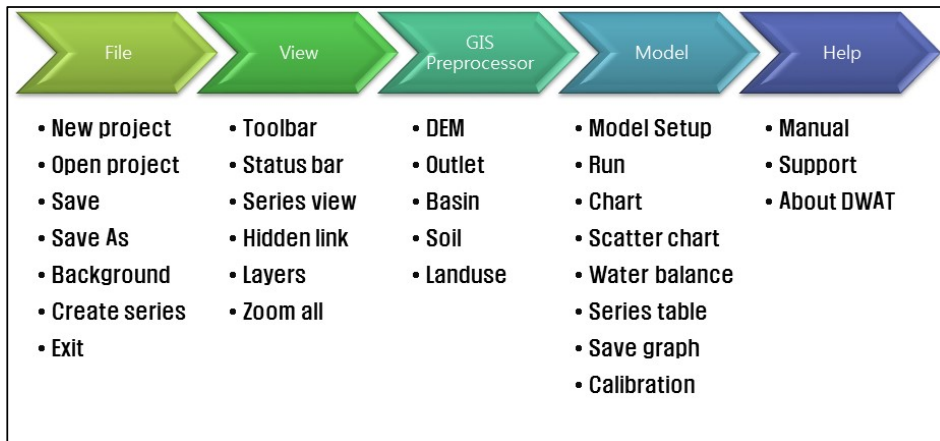 File
• New project
• Open project
• Save
• Save As
• Background
• Create series
• Exit
View
• Toolbar
• Status bar
• Series view
• Hidden link
• Layers
• Zoom all
GIS
Preprocessor
• DEM
• Outlet
• Basin
• Soil
• Landuse
Model
• Model Setup
• Run
• Chart
• Scatter chart
• Water balance
• Series table
• Save graph
• Calibration
Help
• Manual
• Support
• About DWAT